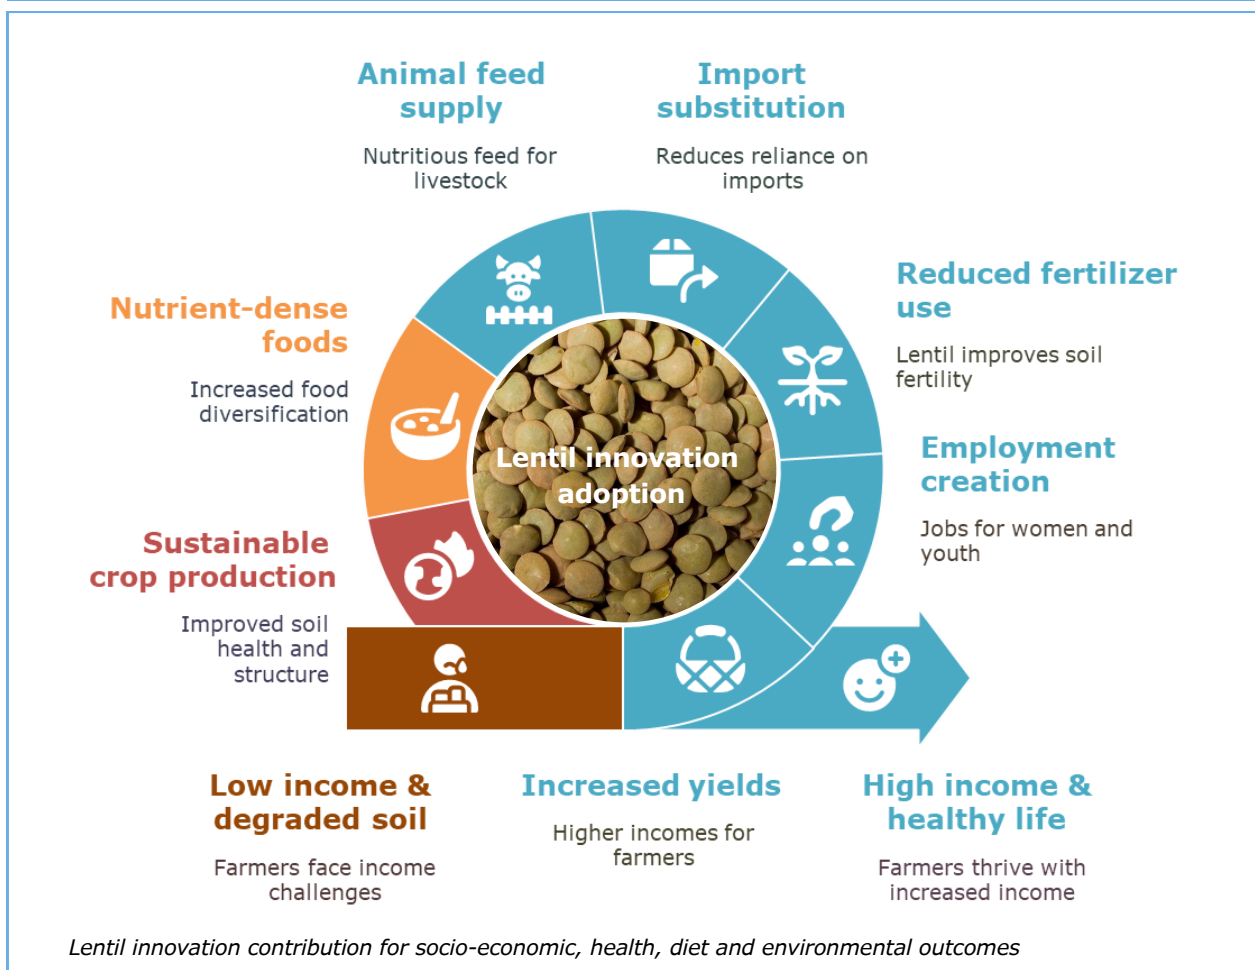 Animal feed
supply
Nutritious feed for
livestock
Import
substitution
Reduces reliance on
imports
Reduced fertilizer
use
Lentil improves soil
fertility
Nutrient-dense
foods
Increased food
diversification
Employment
creation
Jobs for women and
youth
Lentil innovation
adoption
Sustainable
crop production
Improved soil
health and
structure
Low income &
degraded soil
Farmers face income
challenges
Increased yields
Higher incomes for
farmers
High income &
healthy life
Farmers thrive with
increased income
Lentil innovation contribution for socio-economic, health, diet and environmental outcomes